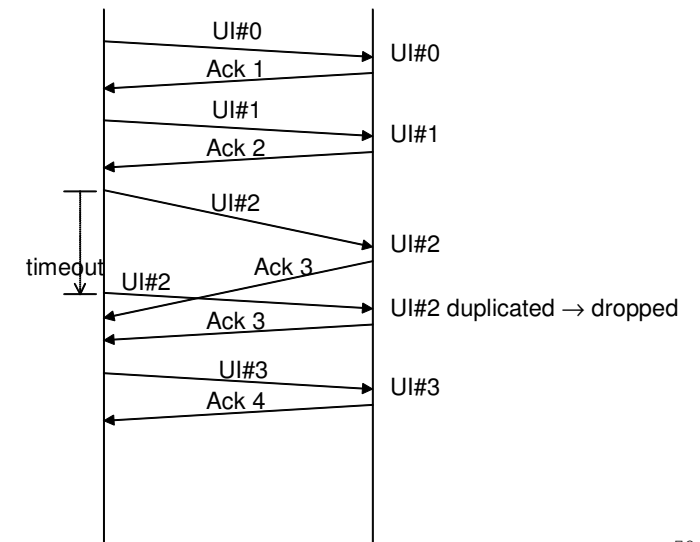 UI#0
UI#0
Ack 1
UI#1
UI#1
Ack 2
UI#2
UI#2
timeout
Ack 3
UI#2
UI#2 duplicated → dropped
Ack 3
UI#3
UI#3
Ack 4